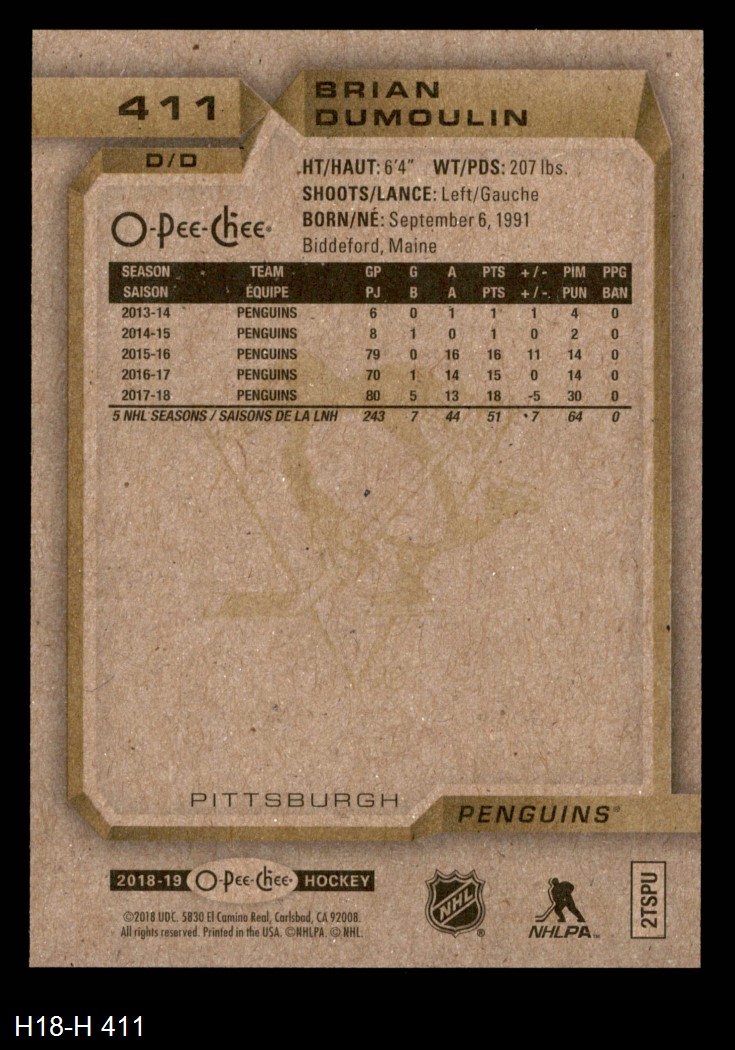 411
BRIAN
DUMOULIN
D/D
HT/HAUT: 6'4" WT/PDS: 207 lbs.
SHOOTS/LANCE: Left/Gauche
O-Pee-Chee
BORN/NÉ: September 6, 1991
Biddeford, Maine
SEASON TEAM GP G A PTS +/- PIM PPG
SAISON ÉQUIPE PJ B A PTS +/- PUN BAN
2013-14 PENGUINS 6 0 1 1 1 4 0
2014-15 PENGUINS 8 1 0 1 0 2 0
2015-16 PENGUINS 79 0 16 16 11 14 0
2016-17 PENGUINS 70 1 14 15 0 14 0
2017-18 PENGUINS 80 5 13 18 -5 30 0
5 NHL SEASONS / SAISONS DE LA LNH 243 7 44 51 7 64 0
PITTSBURGH
PENGUINS®
2018-19 O-Pee-Chee HOCKEY
©2018 UDC. 5830 El Camino Real, Carlsbad, CA 92008.
All rights reserved. Printed in the USA. ©NHLPA. © NHL.
NHL ®
NHLPA™
2TSPU
H18-H 411